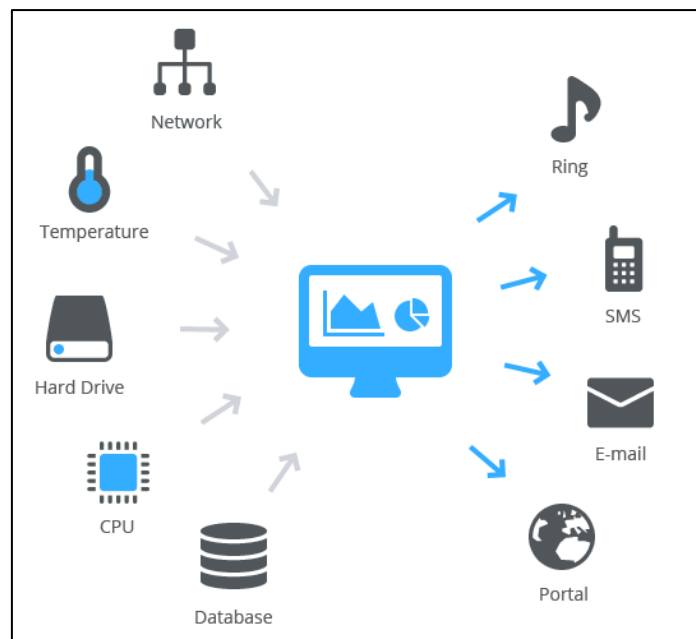 Network
Temperature
Hard Drive
CPU
Database
Ring
SMS
E-mail
Portal